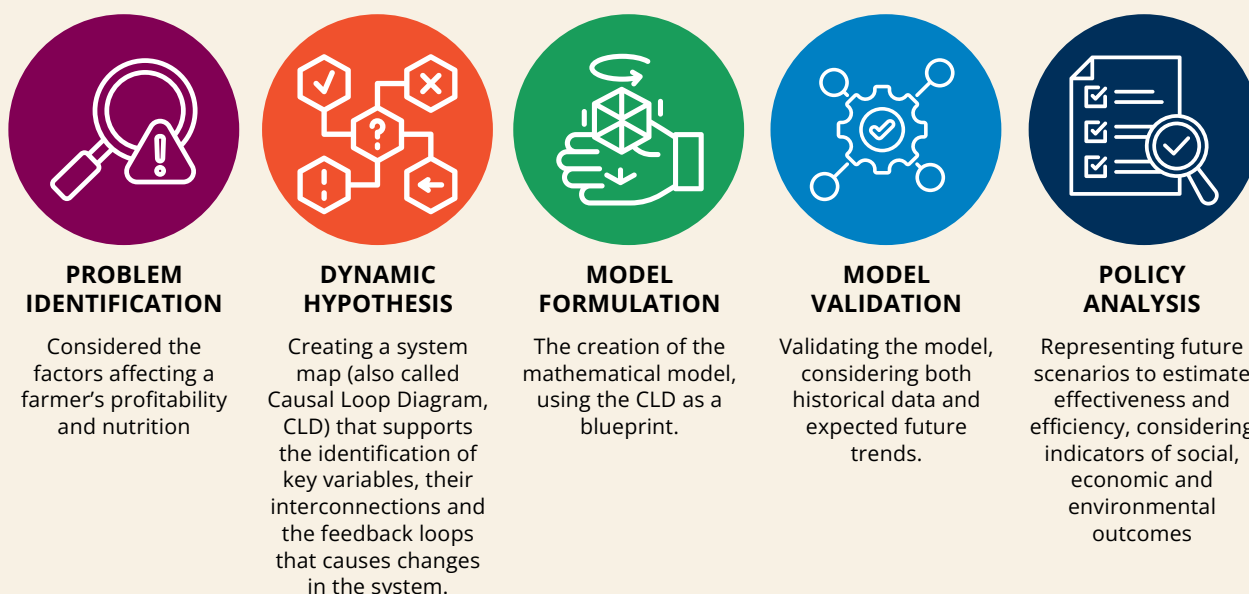 PROBLEM
IDENTIFICATION
Considered the
factors affecting a
farmer’s profitability
and nutrition
DYNAMIC
HYPOTHESIS
Creating a system
map (also called
Causal Loop Diagram,
CLD) that supports
the identification of
key variables, their
interconnections and
the feedback loops
that causes changes
in the system.
MODEL
FORMULATION
The creation of the
mathematical model,
using the CLD as a
blueprint.
MODEL
VALIDATION
Validating the model,
considering both
historical data and
expected future
trends.
POLICY
ANALYSIS
Representing future
scenarios to estimate
effectiveness and
efficiency, considering
indicators of social,
economic and
environmental
outcomes